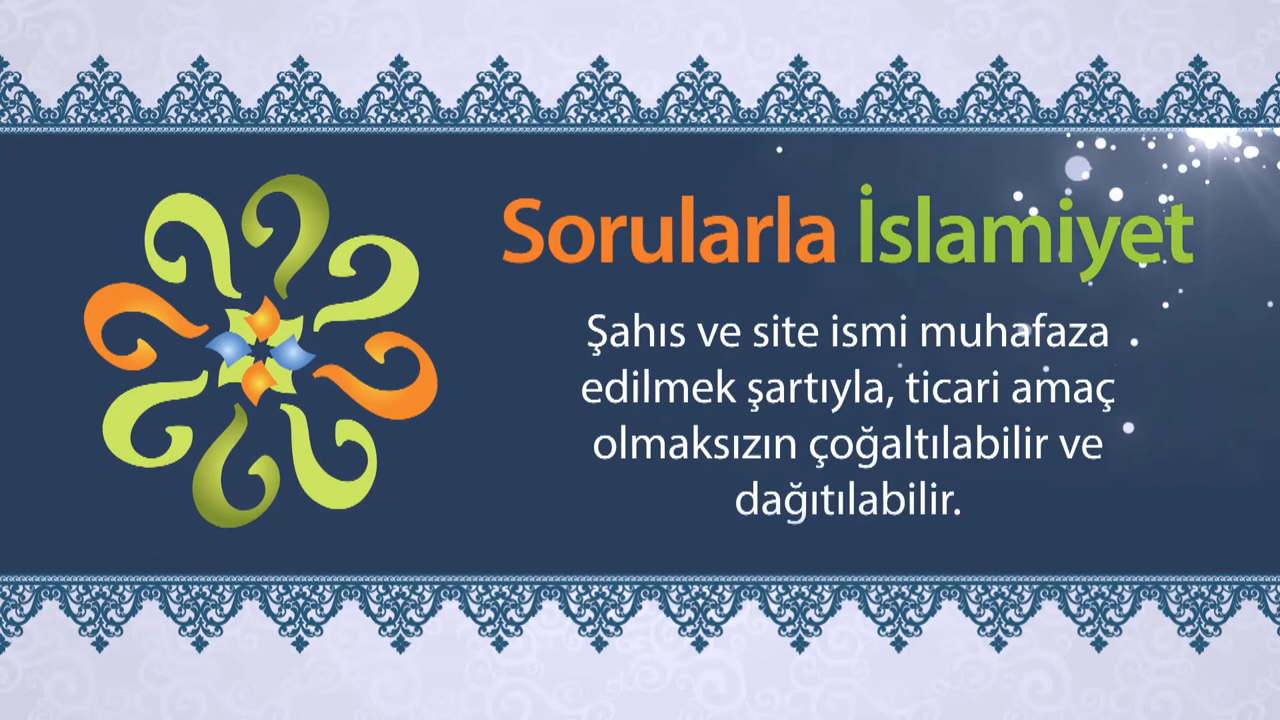 Sorularla İslamiyet
Şahıs ve site ismi muhafaza
edilmek şartıyla, ticari amaç
olmaksızın çoğaltılabilir ve
dağıtılabilir.